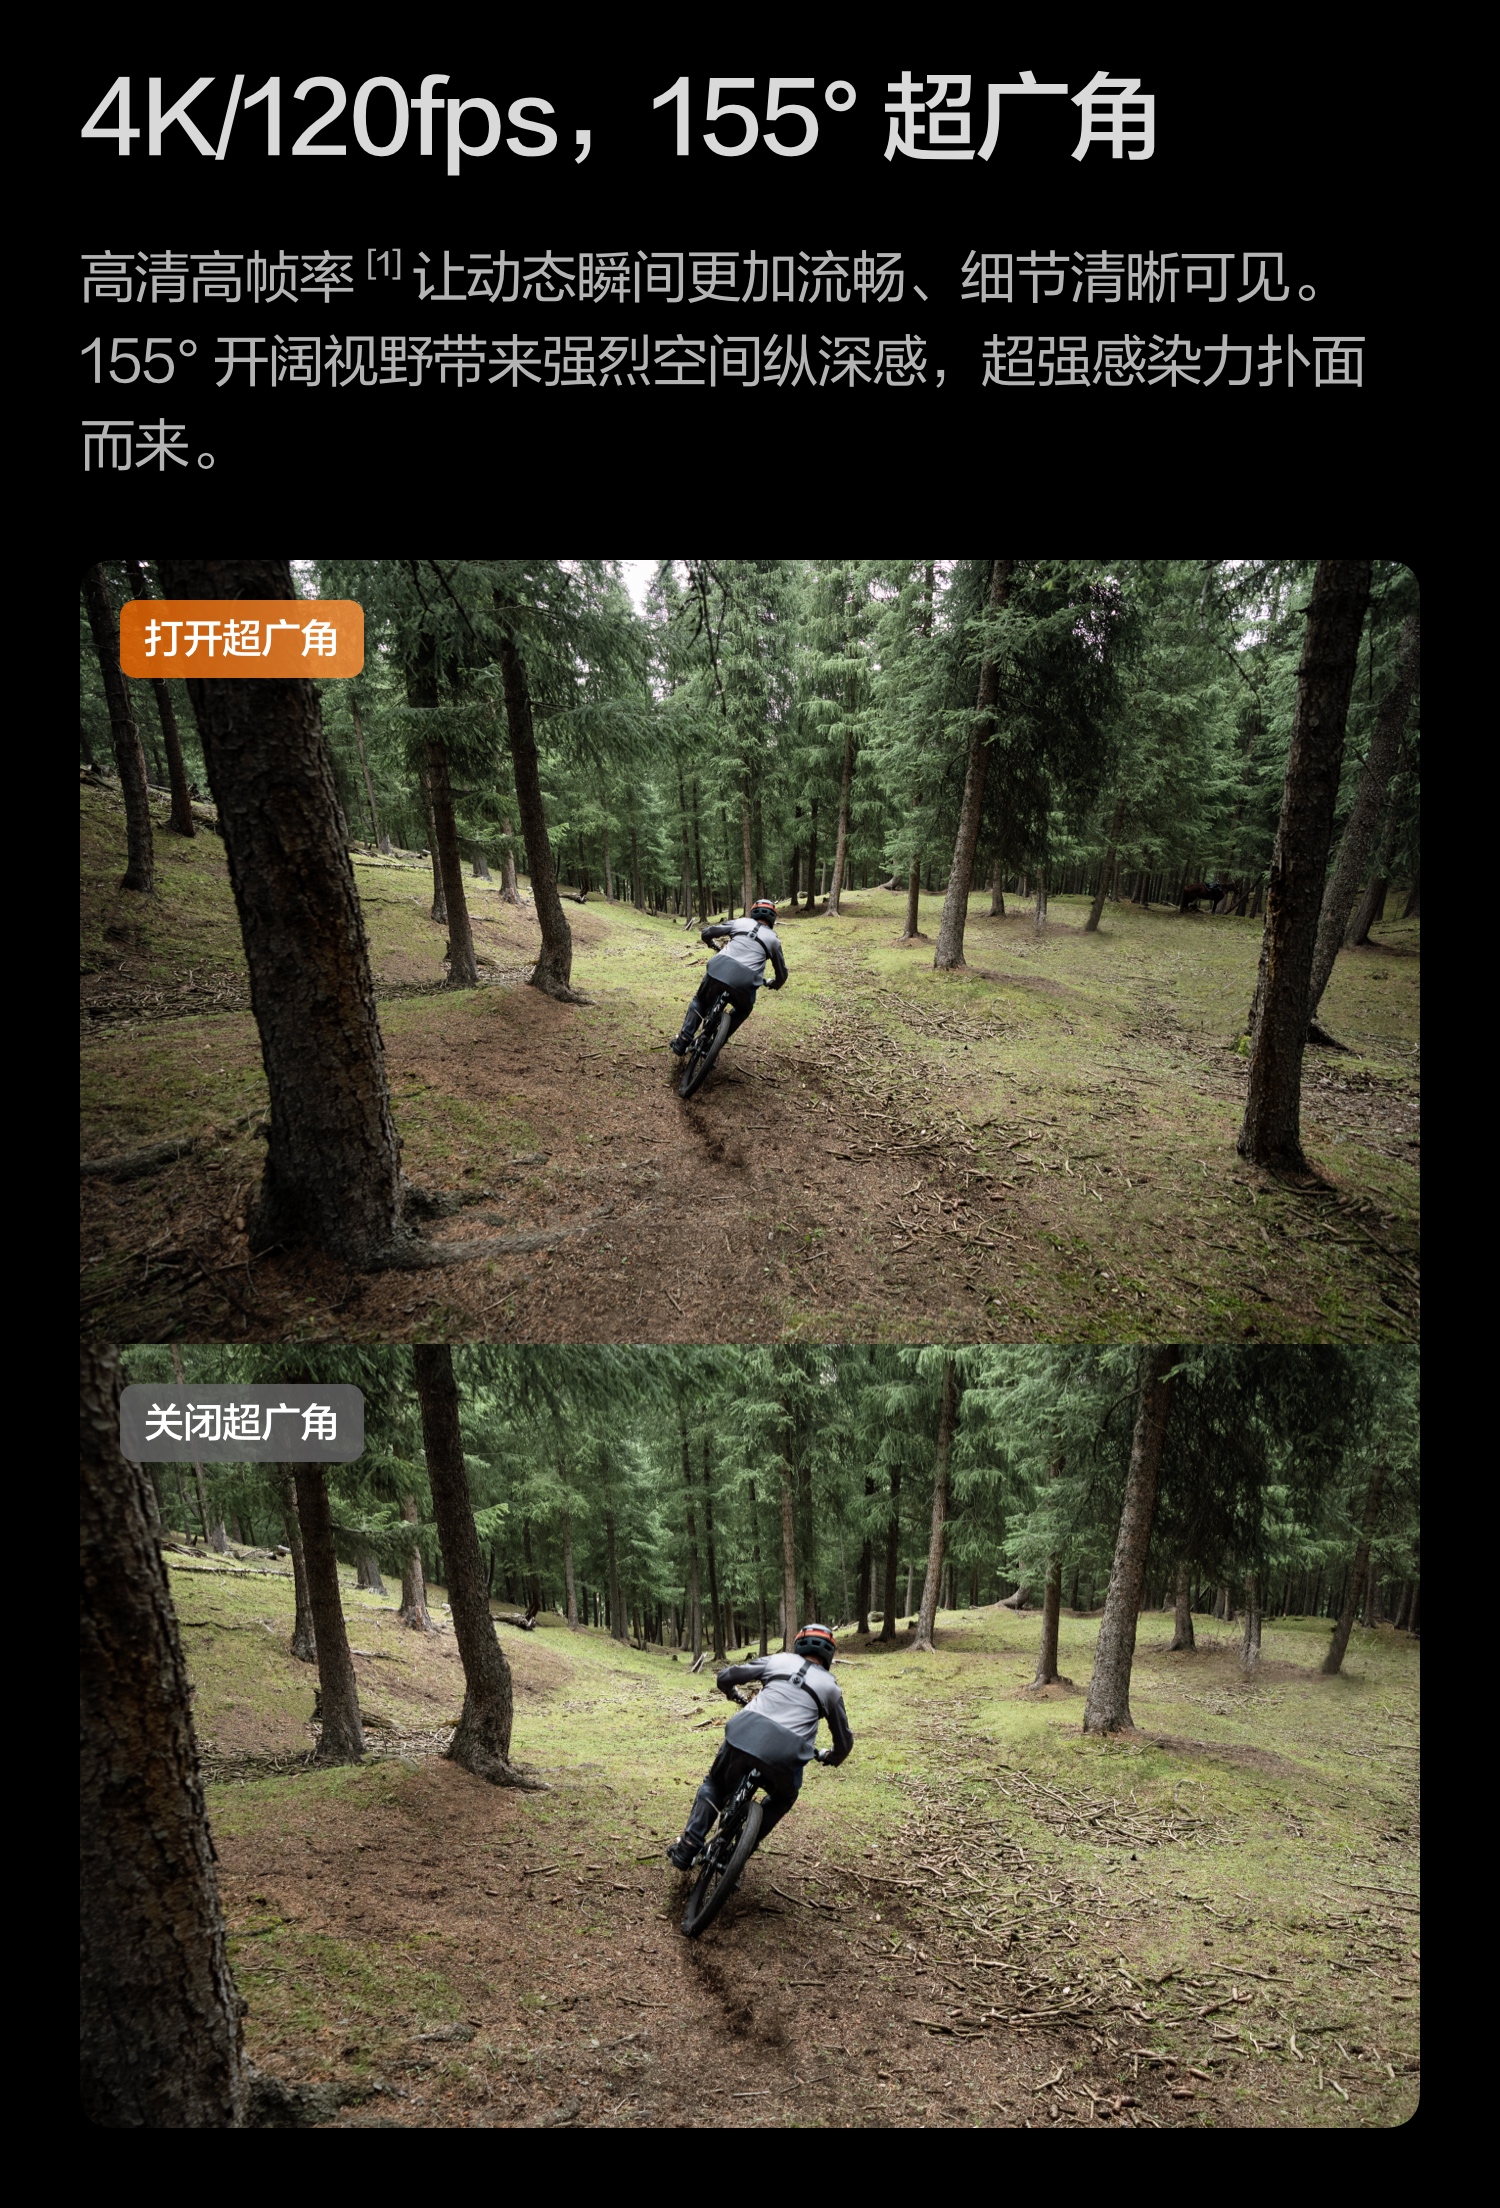 4K/120fps，155° 超广角
高清高帧率[1]让动态瞬间更加流畅、细节清晰可见。
155° 开阔视野带来强烈空间纵深感，超强感染力扑面
而来。
打开超广角
关闭超广角